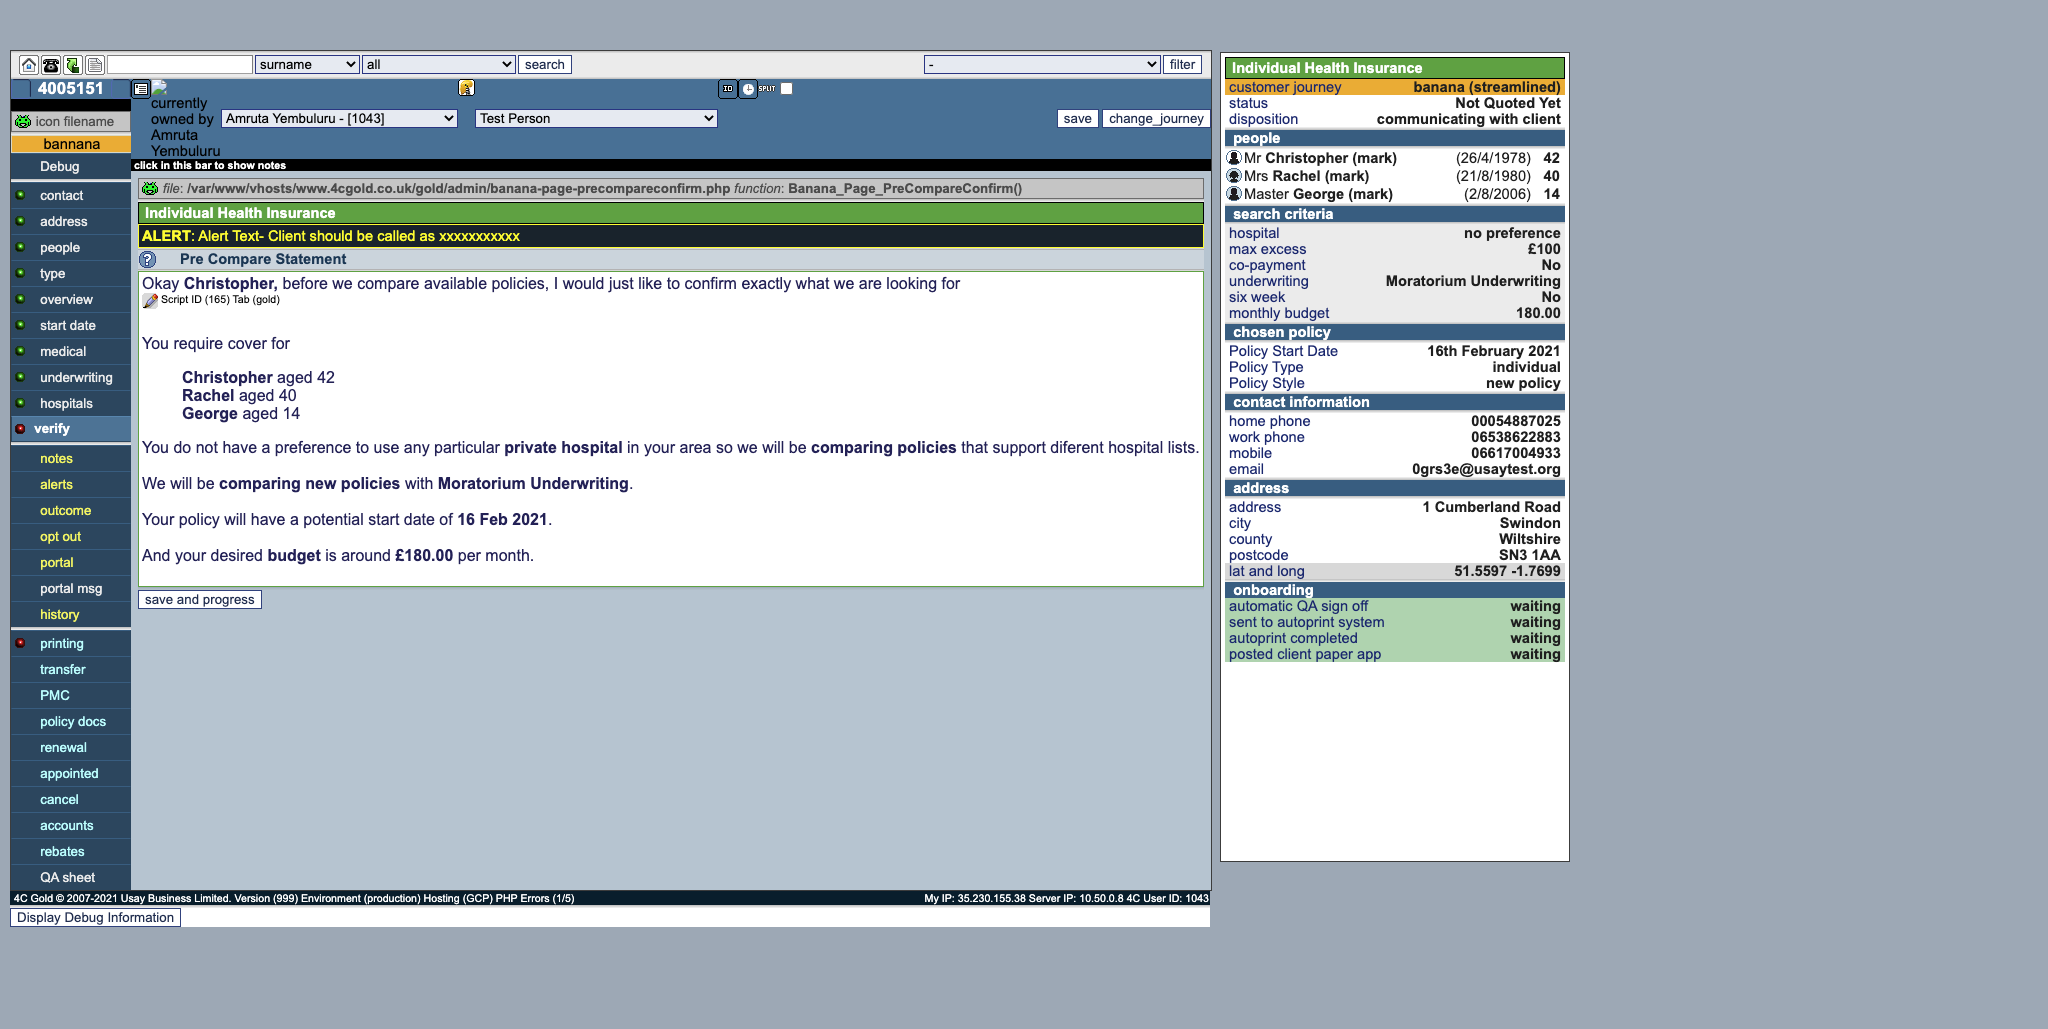 surname
all
search
-
filter
4005151
currently
owned by
Amruta
Yembuluru
Amruta Yembuluru - [1043]
Test Person
ID
SPLIT
save
change_journey
click in this bar to show notes
icon filename
bannana
Debug
contact
address
people
type
overview
start date
medical
underwriting
hospitals
verify
notes
alerts
outcome
opt out
portal
portal msg
history
printing
transfer
PMC
policy docs
renewal
appointed
cancel
accounts
rebates
QA sheet
file: /var/www/vhosts/www.4cgold.co.uk/gold/admin/banana-page-precompareconfirm.php function: Banana_Page_PreCompareConfirm()
Individual Health Insurance
ALERT: Alert Text- Client should be called as xxxxxxxxxxx
Pre Compare Statement
Okay Christopher, before we compare available policies, I would just like to confirm exactly what we are looking for
Script ID (165) Tab (gold)
You require cover for
Christopher aged 42
Rachel aged 40
George aged 14
You do not have a preference to use any particular private hospital in your area so we will be comparing policies that support diferent hospital lists.
We will be comparing new policies with Moratorium Underwriting.
Your policy will have a potential start date of 16 Feb 2021.
And your desired budget is around £180.00 per month.
save and progress
4C Gold © 2007-2021 Usay Business Limited. Version (999) Environment (production) Hosting (GCP) PHP Errors (1/5)
My IP: 35.230.155.38 Server IP: 10.50.0.8 4C User ID: 1043
Display Debug Information
Individual Health Insurance
customer journey banana (streamlined)
status Not Quoted Yet
disposition communicating with client
people
Mr Christopher (mark) (26/4/1978) 42
Mrs Rachel (mark) (21/8/1980) 40
Master George (mark) (2/8/2006) 14
search criteria
hospital no preference
max excess £100
co-payment No
underwriting Moratorium Underwriting
six week No
monthly budget 180.00
chosen policy
Policy Start Date 16th February 2021
Policy Type individual
Policy Style new policy
contact information
home phone 00054887025
work phone 06538622883
mobile 06617004933
email 0grs3e@usaytest.org
address
address 1 Cumberland Road
city Swindon
county Wiltshire
postcode SN3 1AA
lat and long 51.5597 -1.7699
onboarding
automatic QA sign off waiting
sent to autoprint system waiting
autoprint completed waiting
posted client paper app waiting